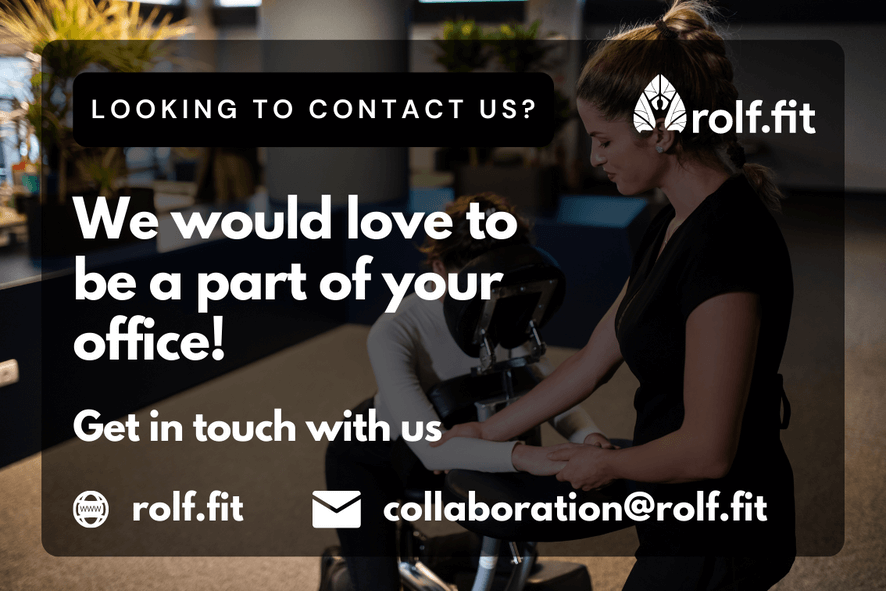 LOOKING TO CONTACT US?
rolf.fit
We would love to
be a part of your
office!
Get in touch with us
www
rolf.fit
collaboration@rolf.fit